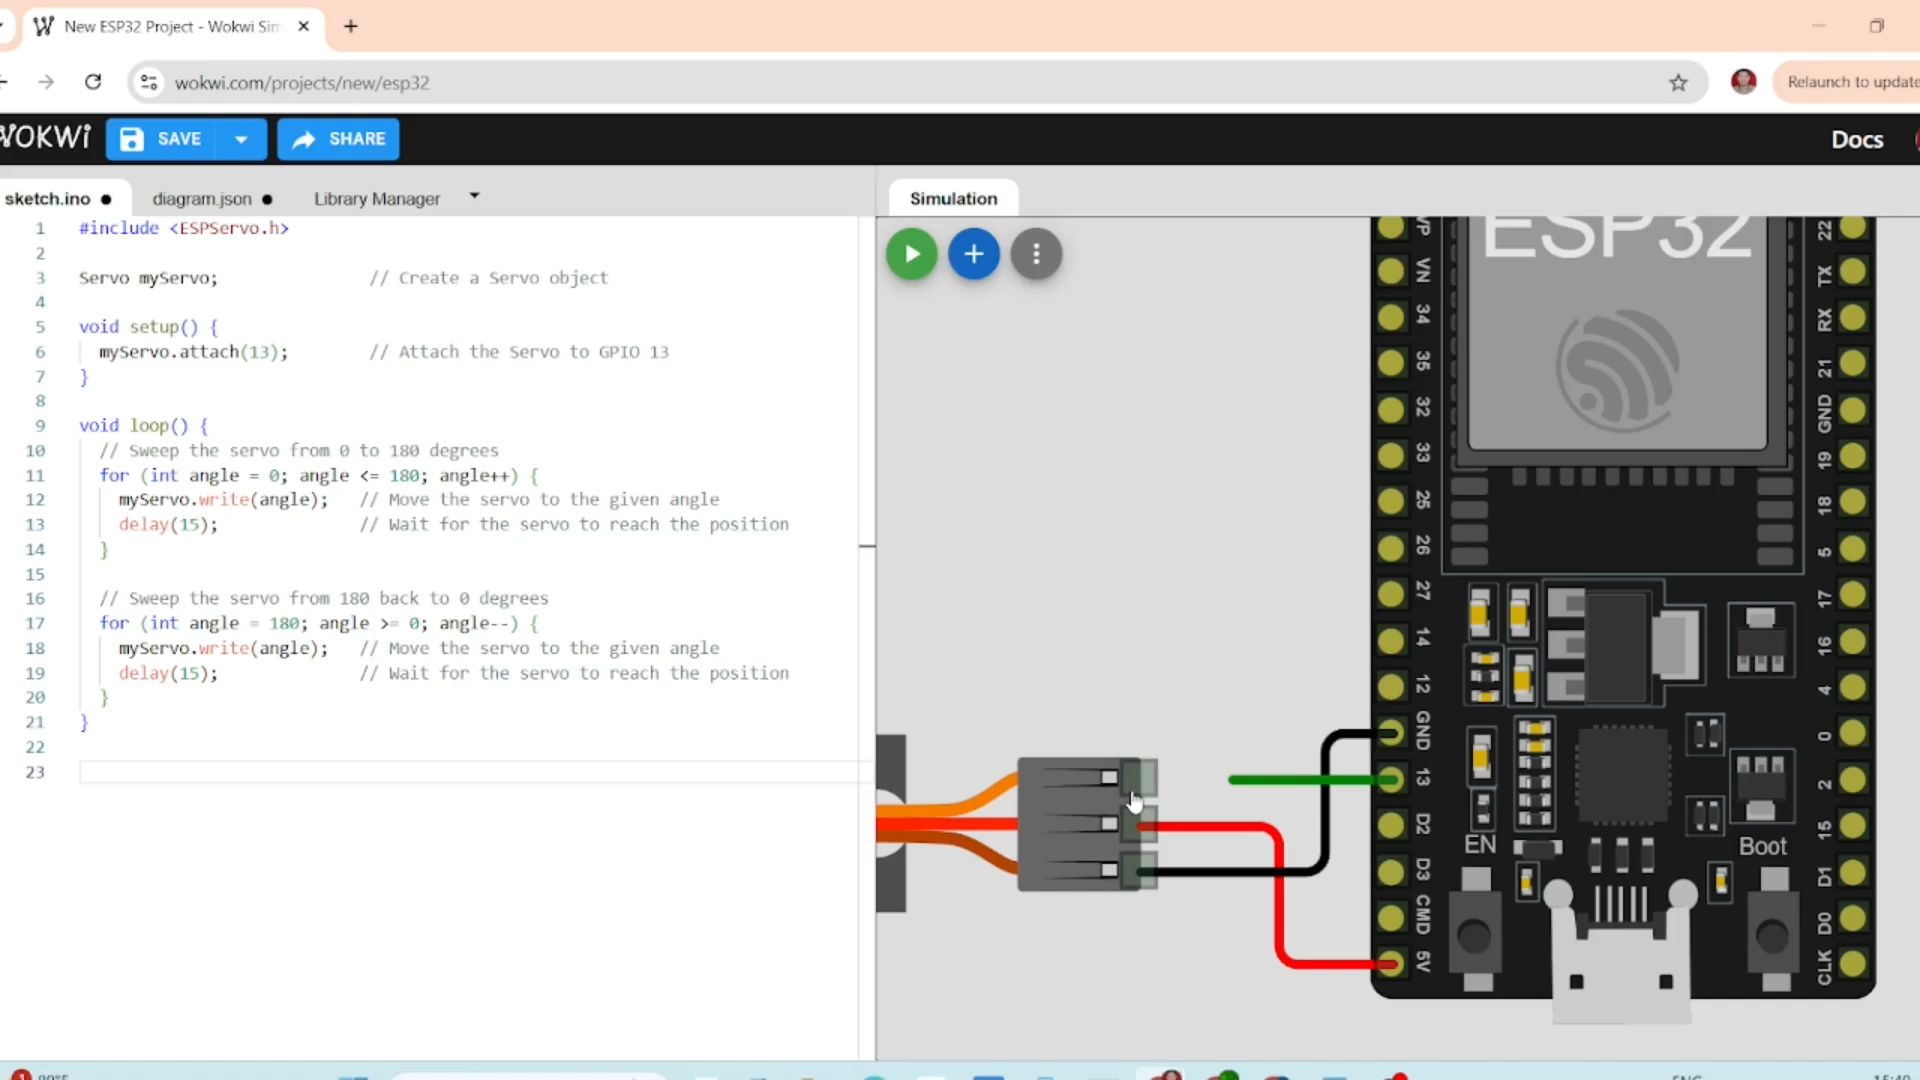 New ESP32 Project - Wokwi Sim
wokwi.com/projects/new/esp32
Relaunch to update
WOKWi
SAVE
SHARE
Docs
sketch.ino
diagram.json
Library Manager
Simulation
1 #include <ESPServo.h>
2
3 Servo myServo; // Create a Servo object
4
5 void setup() {
6 myServo.attach(13); // Attach the Servo to GPIO 13
7 }
8
9 void loop() {
10 // Sweep the servo from 0 to 180 degrees
11 for (int angle = 0; angle <= 180; angle++) {
12 myServo.write(angle); // Move the servo to the given angle
13 delay(15); // Wait for the servo to reach the position
14 }
15
16 // Sweep the servo from 180 back to 0 degrees
17 for (int angle = 180; angle >= 0; angle--) {
18 myServo.write(angle); // Move the servo to the given angle
19 delay(15); // Wait for the servo to reach the position
20 }
21 }
22
23
ESP32
VP
VN
34
35
32
33
25
26
27
14
12
GND
13
D2
D3
CMD
5V
22
TX
RX
21
GND
19
18
5
17
16
4
0
2
15
D1
D0
CLK
EN
Boot